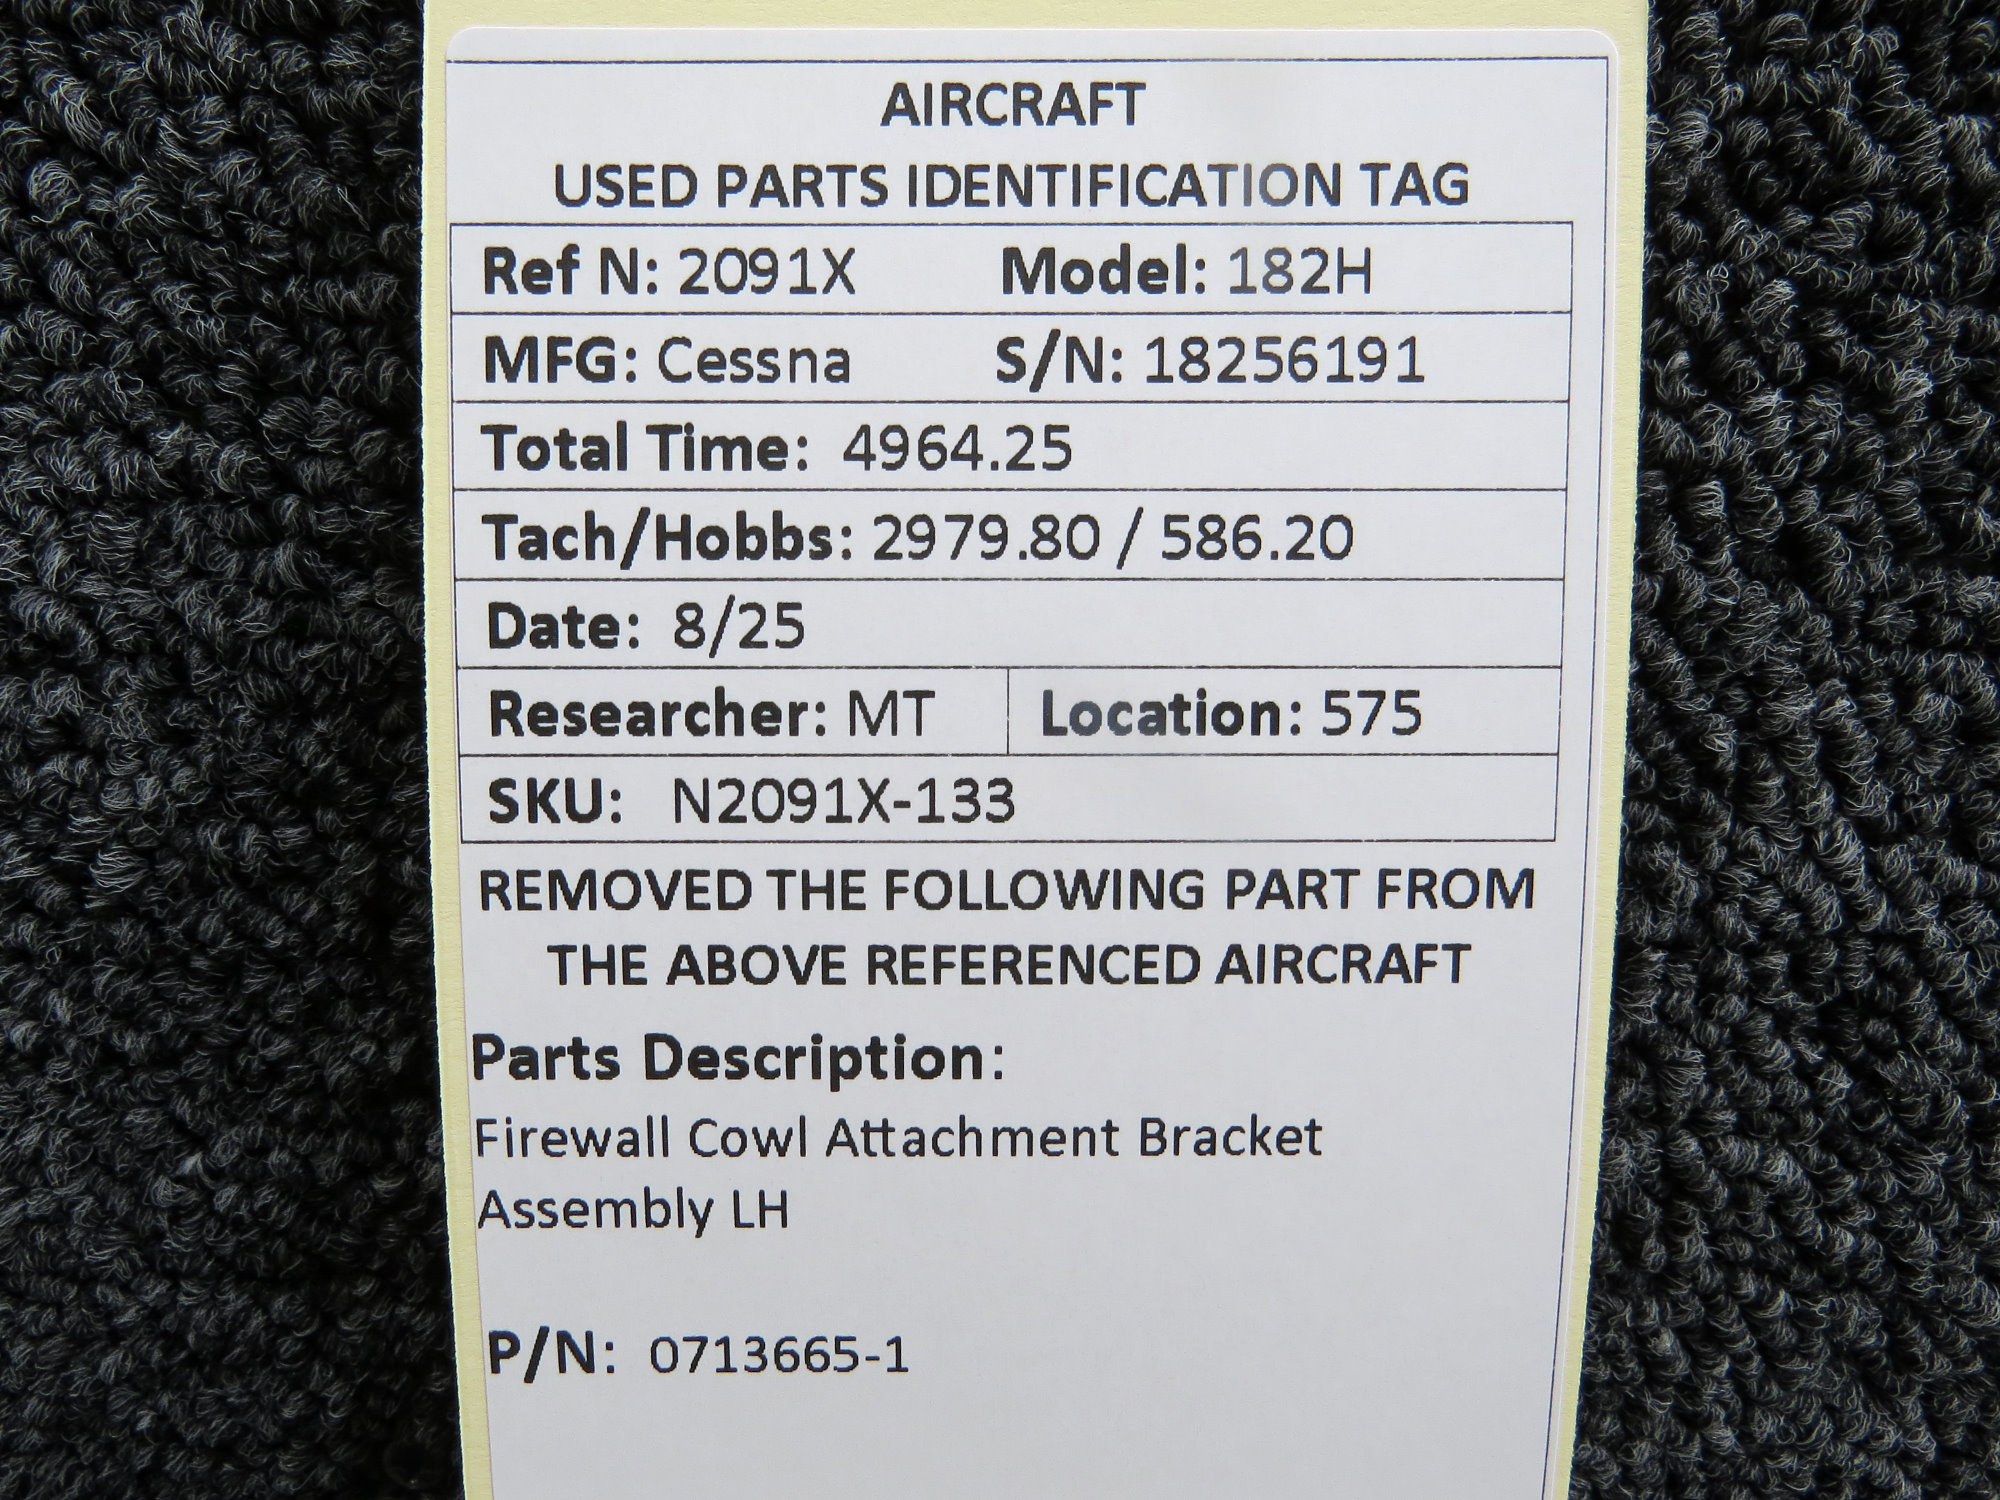 AIRCRAFT
USED PARTS IDENTIFICATION TAG
Ref N: 2091X Model: 182H
MFG: Cessna S/N: 18256191
Total Time: 4964.25
Tach/Hobbs: 2979.80 / 586.20
Date: 8/25
Researcher: MT Location: 575
SKU: N2091X-133
REMOVED THE FOLLOWING PART FROM
THE ABOVE REFERENCED AIRCRAFT
Parts Description:
Firewall Cowl Attachment Bracket
Assembly LH
P/N: 0713665-1